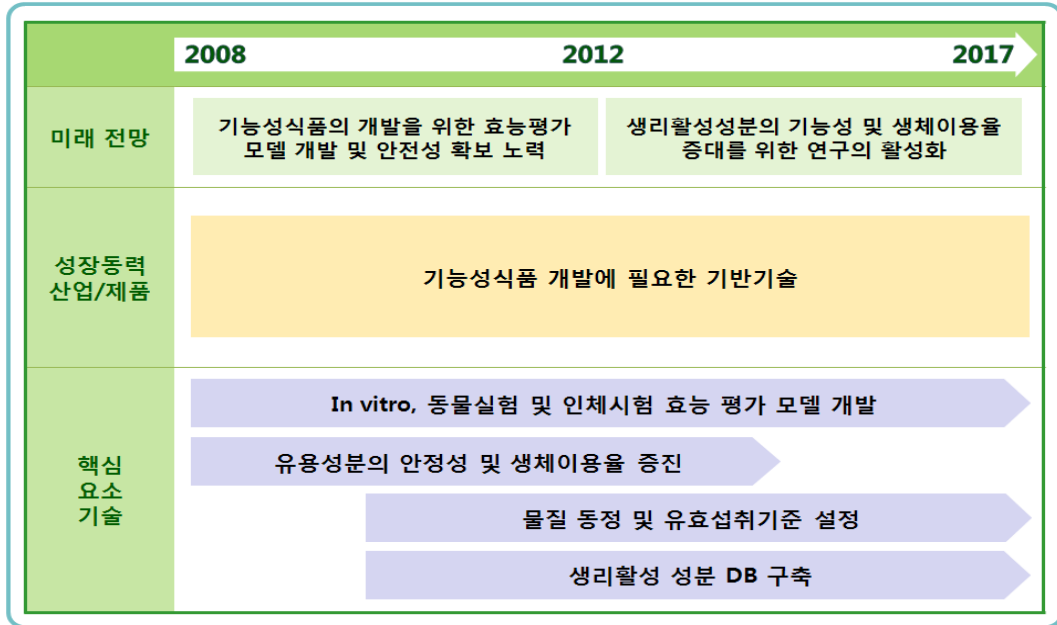 2008 2012 2017
미래 전망
기능성식품의 개발을 위한 효능평가
모델 개발 및 안전성 확보 노력
생리활성성분의 기능성 및 생체이용율
증대를 위한 연구의 활성화
성장동력
산업/제품
기능성식품 개발에 필요한 기반기술
핵심
요소
기술
In vitro, 동물실험 및 인체시험 효능 평가 모델 개발
유용성분의 안정성 및 생체이용율 증진
물질 동정 및 유효섭취기준 설정
생리활성 성분 DB 구축